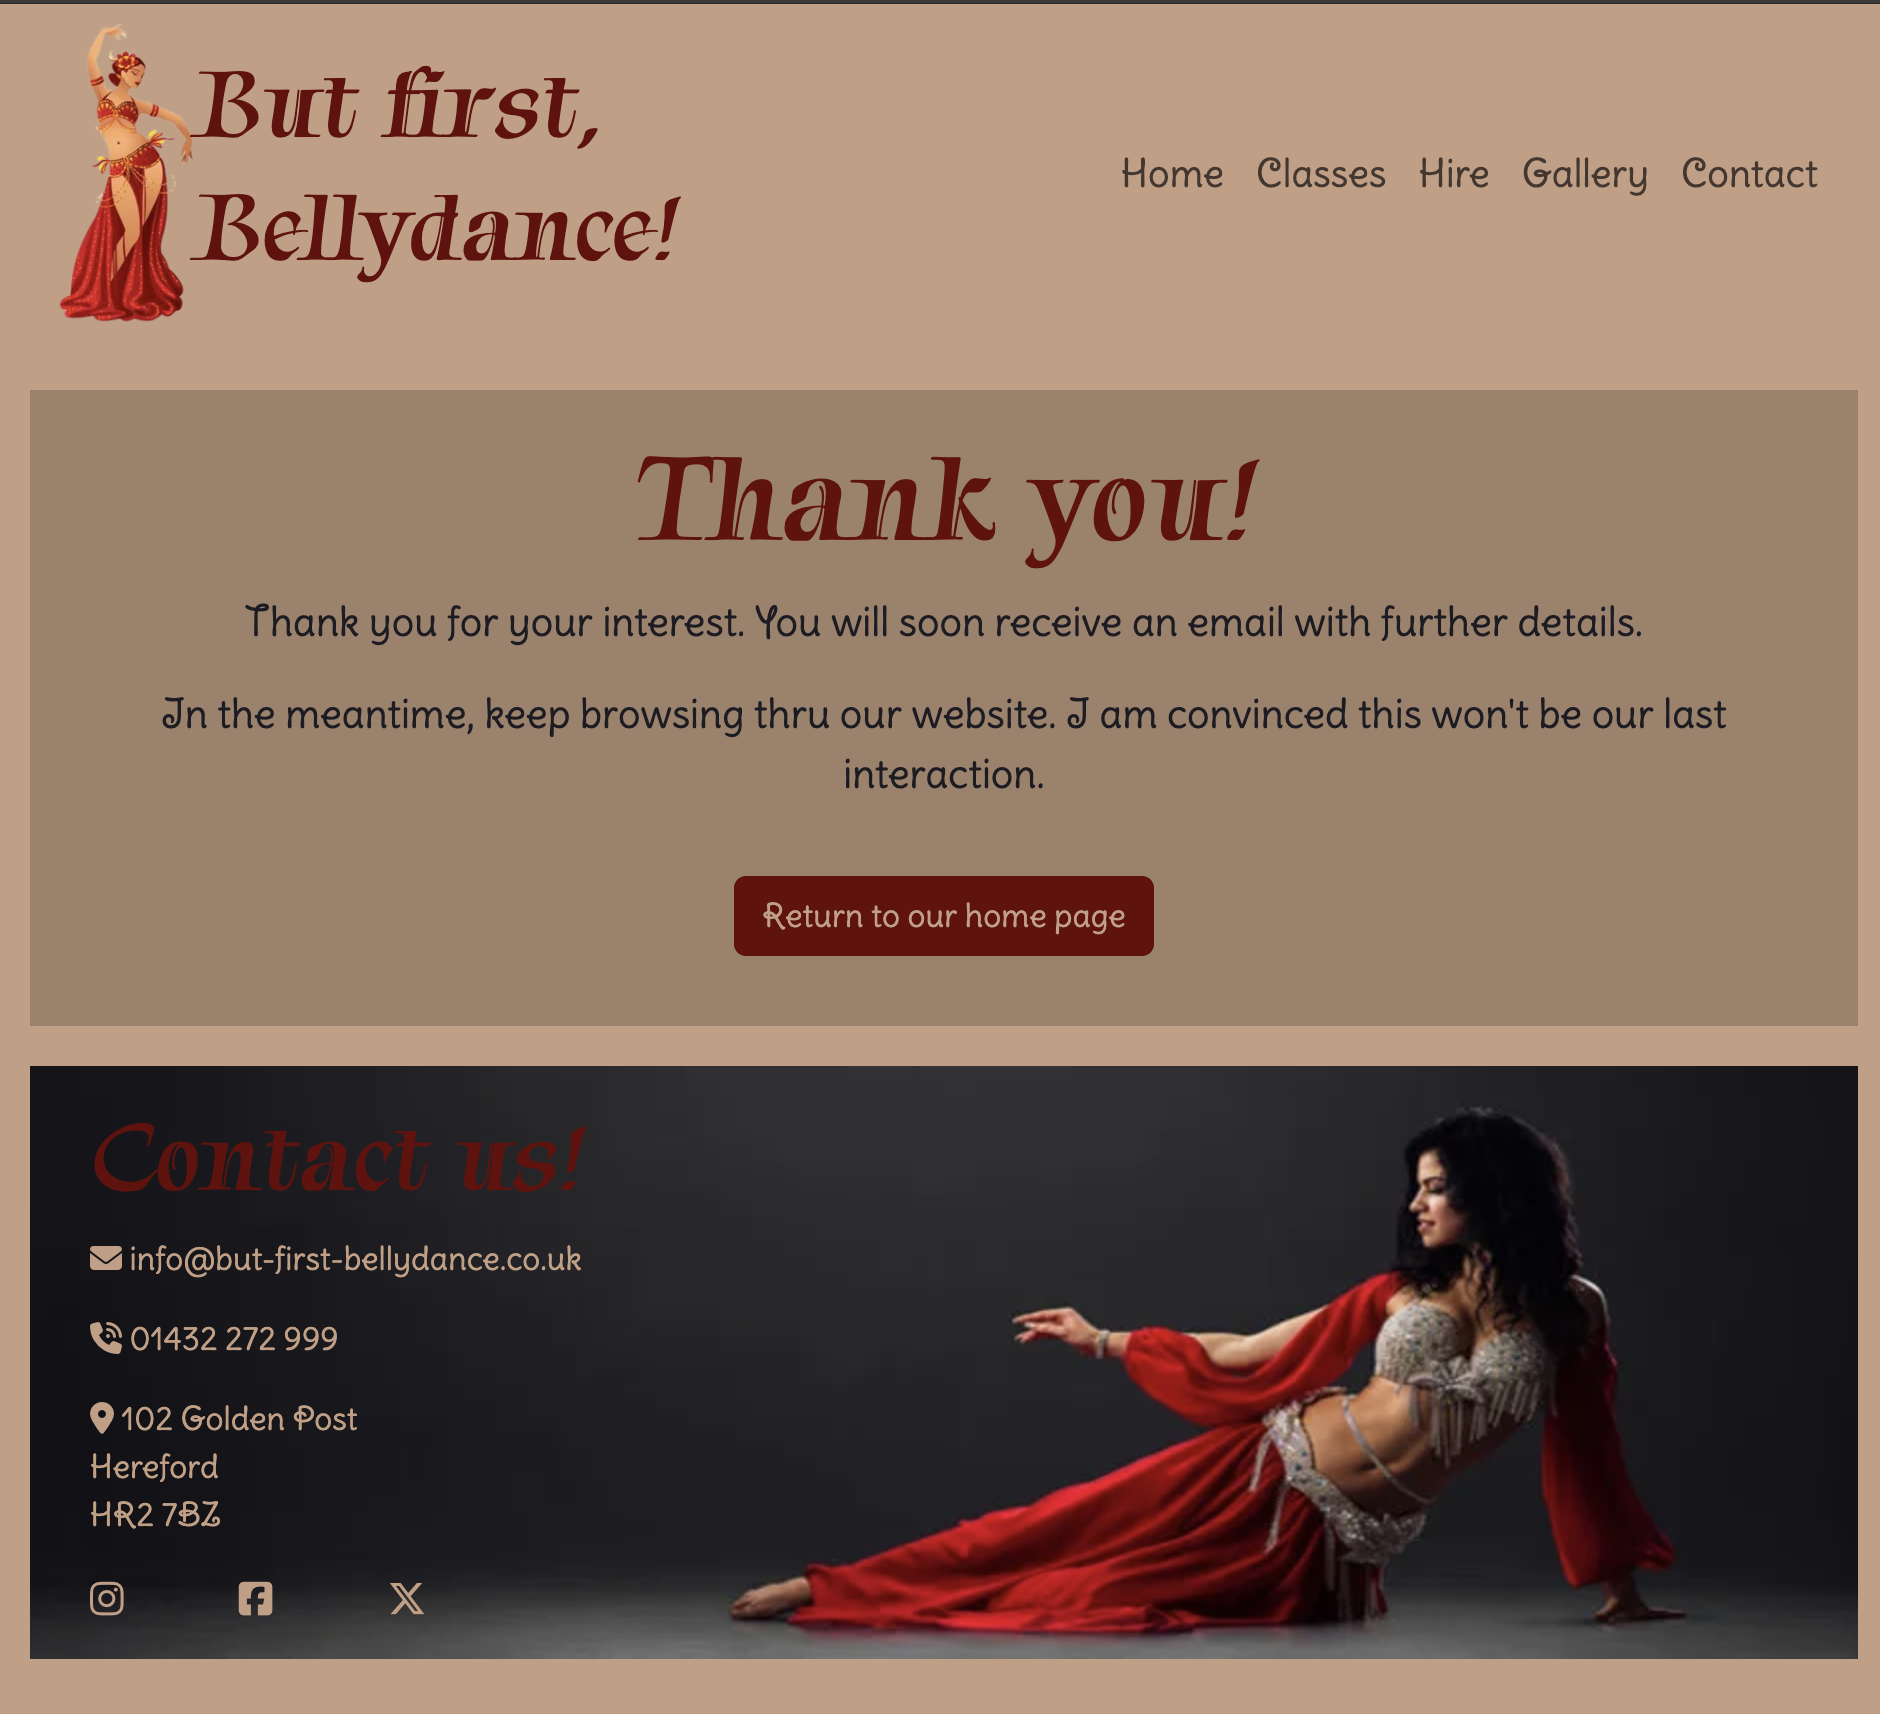 But first,
Bellydance!
Home Classes Hire Gallery Contact
Thank you!
Thank you for your interest. You will soon receive an email with further details.
In the meantime, keep browsing thru our website. I am convinced this won't be our last
interaction.
Return to our home page
Contact us!
info@but-first-bellydance.co.uk
01432 272 999
102 Golden Post
Hereford
HR2 7BZ